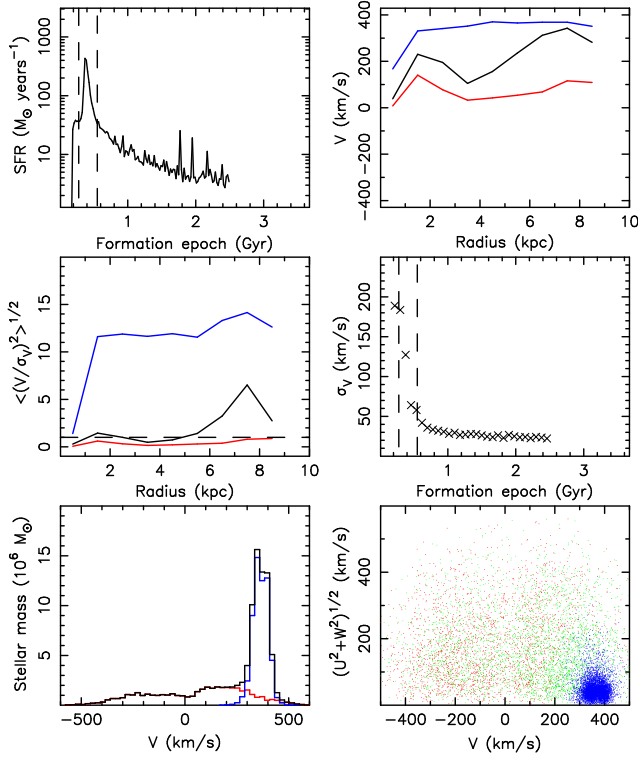 SFR (M⊙ years−1)
10 100 1000
1 2 3
Formation epoch (Gyr)
V (km/s)
−400 −200 0 200 400
2 4 6 8 10
Radius (kpc)
<(V/σV)2>1/2
0 5 10 15
2 4 6 8 10
Radius (kpc)
σV (km/s)
50 100 150 200
1 2 3
Formation epoch (Gyr)
Stellar mass (106 M⊙)
5 10 15
−500 0 500
V (km/s)
(U2+W2)1/2 (km/s)
0 200 400
−400 −200 0 200 400
V (km/s)